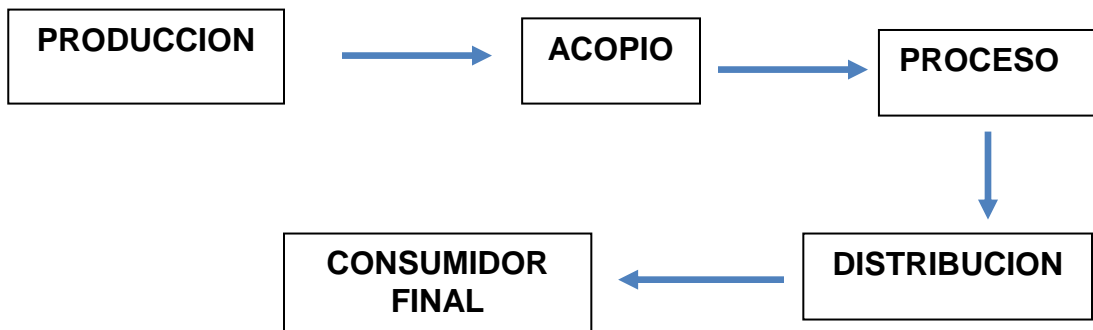 PRODUCCION
ACOPIO
PROCESO
DISTRIBUCION
CONSUMIDOR
FINAL